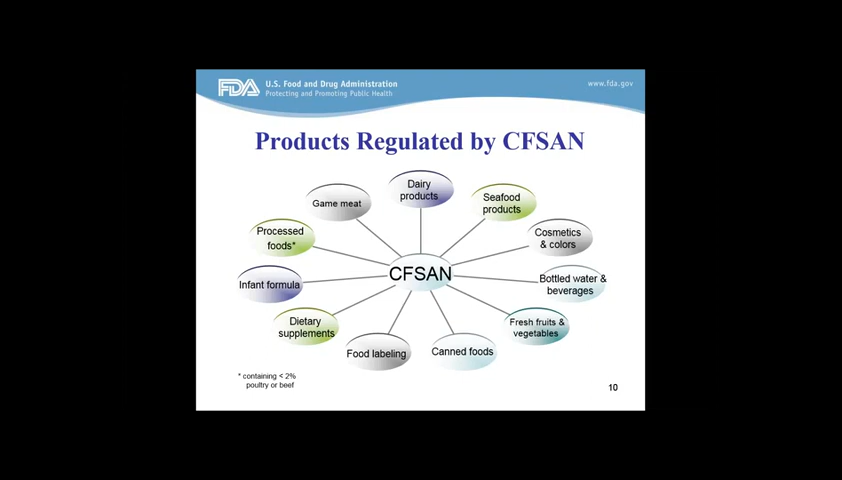 FDA
U.S. Food and Drug Administration
Protecting and Promoting Public Health
www.fda.gov
Products Regulated by CFSAN
Dairy
products
Seafood
products
Cosmetics
& colors
Bottled water &
beverages
Fresh fruits &
vegetables
Canned foods
Food labeling
Dietary
supplements
Infant formula
Processed
foods*
Game meat
CFSAN
* containing < 2%
poultry or beef
10